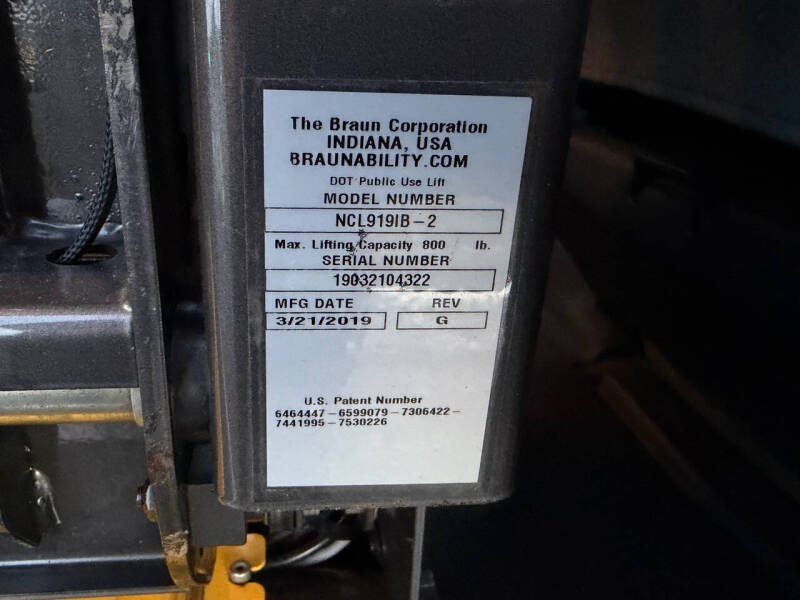 The Braun Corporation
INDIANA, USA
BRAUNABILITY.COM
DOT Public Use Lift
MODEL NUMBER
NCL919IB-2
Max. Lifting Capacity 800 lb.
SERIAL NUMBER
19032104322
MFG DATE REV
3/21/2019 G
U.S. Patent Number
6464447-6599079-7306422-
7441995-7530226